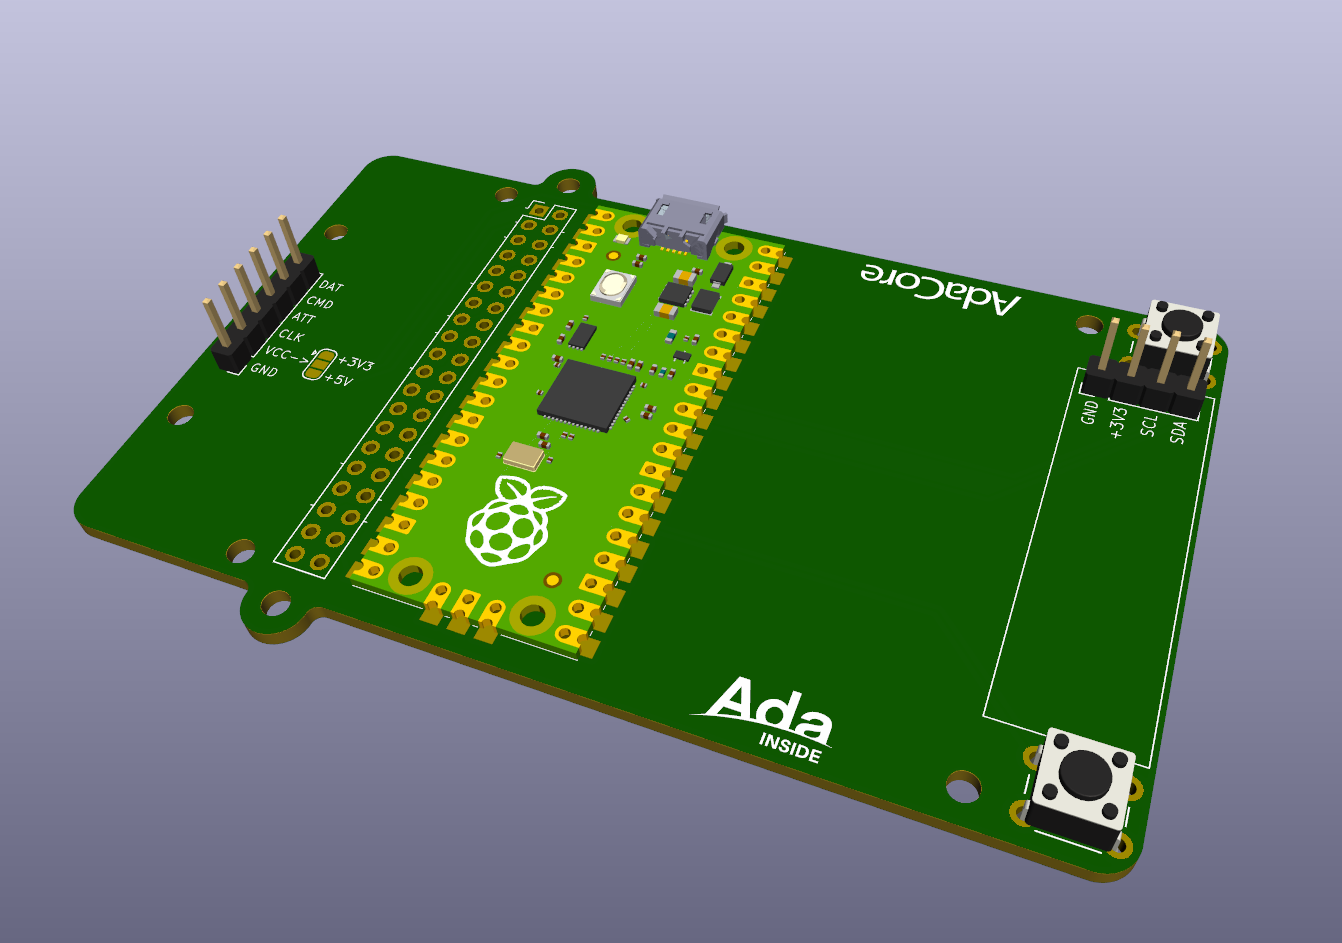 AdaCore
DAT
CMD
ATT
CLK
VCC->
GND
+3V3
+5V
GND
+3V3
SCL
SDA
Ada
INSIDE